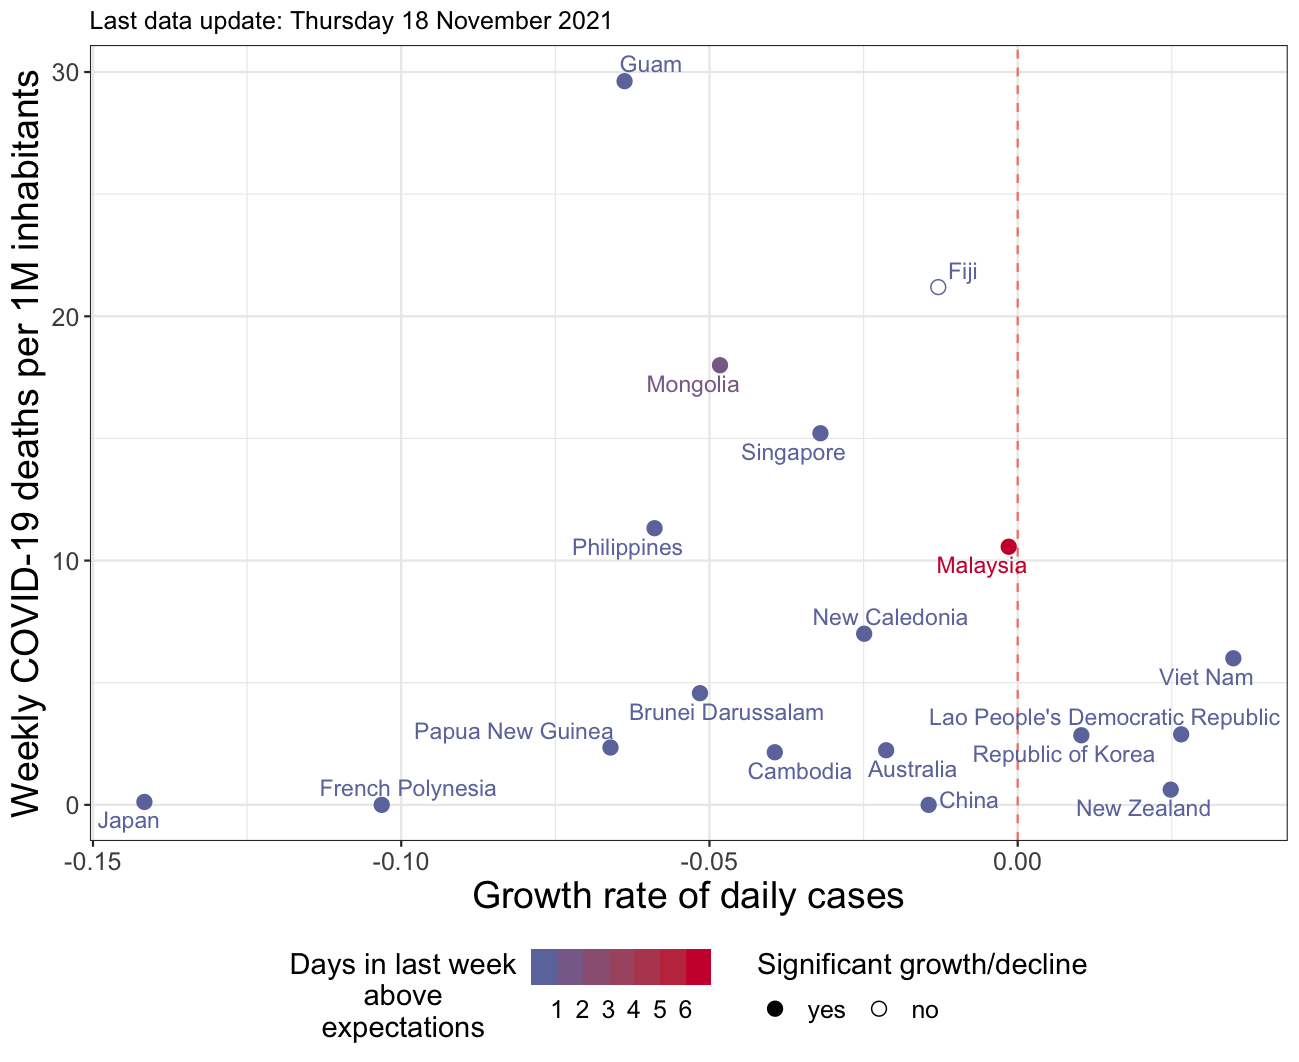 Last data update: Thursday 18 November 2021
Weekly COVID-19 deaths per 1M inhabitants
30
20
10
0
Guam
Fiji
Mongolia
Singapore
Philippines
Malaysia
New Caledonia
Viet Nam
Brunei Darussalam
Lao People's Democratic Republic
Papua New Guinea
Republic of Korea
Cambodia
Australia
French Polynesia
China
New Zealand
Japan
-0.15 -0.10 -0.05 0.00
Growth rate of daily cases
Days in last week
above
expectations
1 2 3 4 5 6
Significant growth/decline
yes no